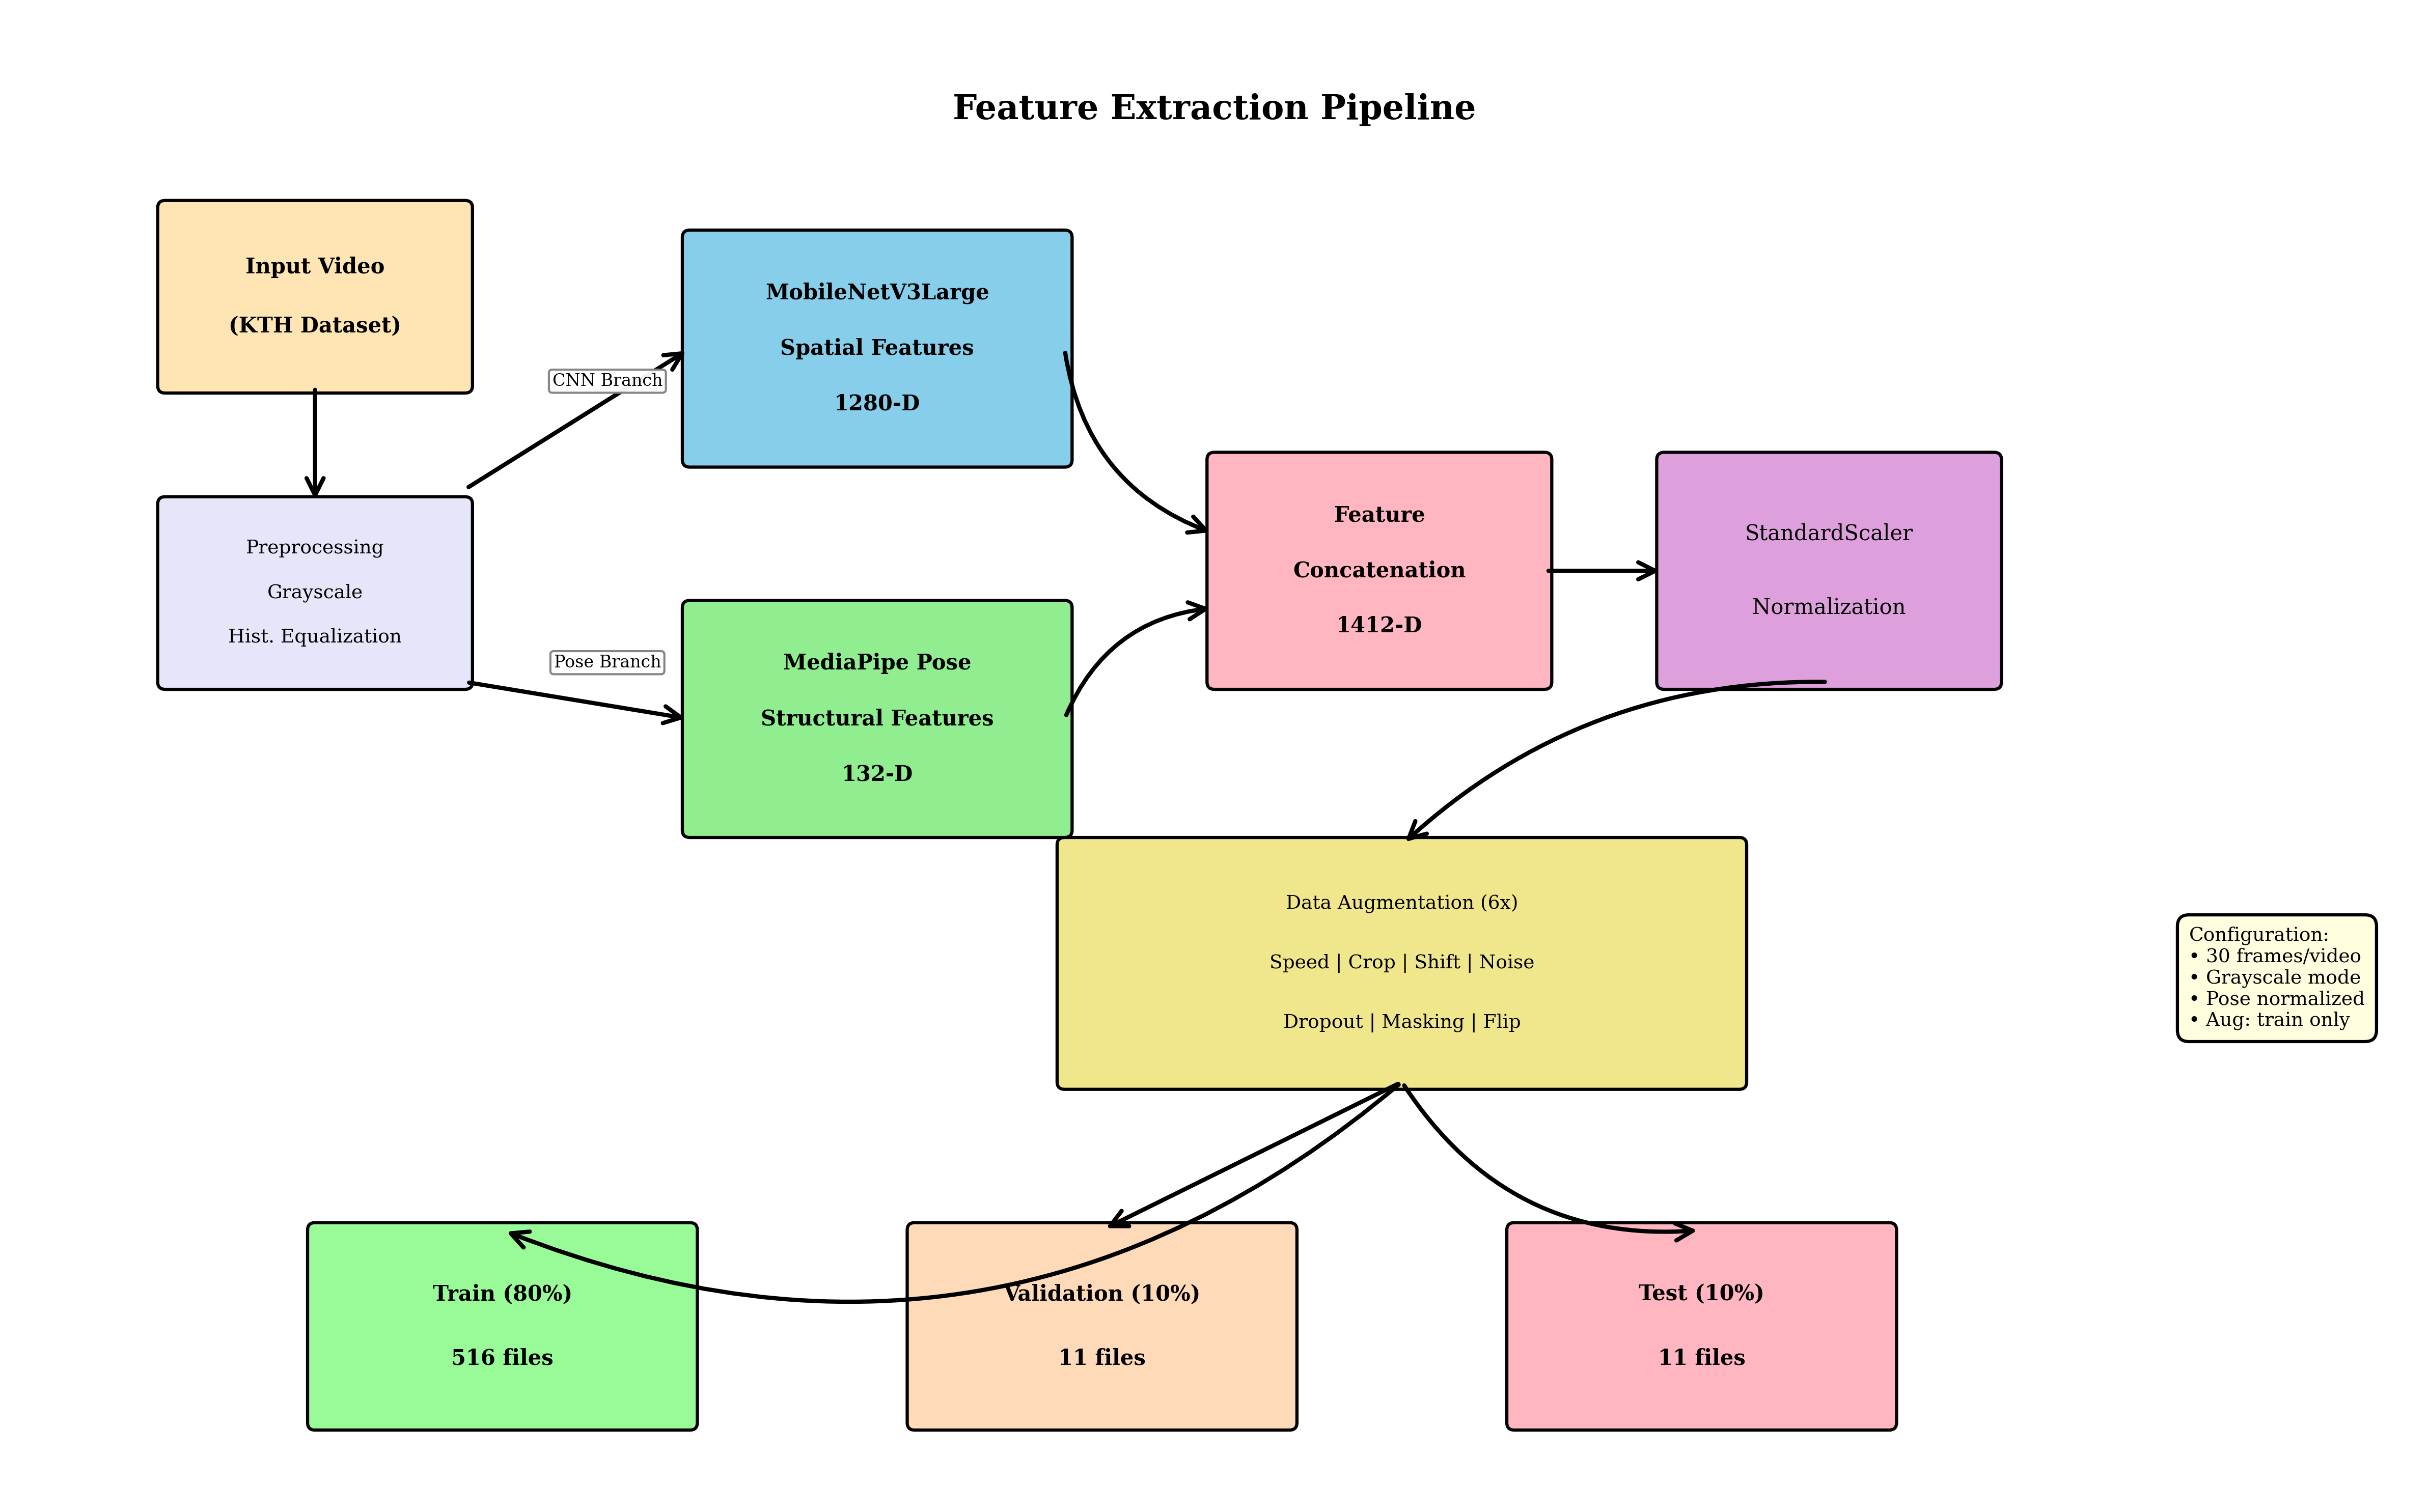 Feature Extraction Pipeline
Input Video
(KTH Dataset)
Preprocessing
Grayscale
Hist. Equalization
CNN Branch
Pose Branch
MobileNetV3Large
Spatial Features
1280-D
MediaPipe Pose
Structural Features
132-D
Feature
Concatenation
1412-D
StandardScaler
Normalization
Data Augmentation (6x)
Speed | Crop | Shift | Noise
Dropout | Masking | Flip
Configuration:
• 30 frames/video
• Grayscale mode
• Pose normalized
• Aug: train only
Train (80%)
516 files
Validation (10%)
11 files
Test (10%)
11 files